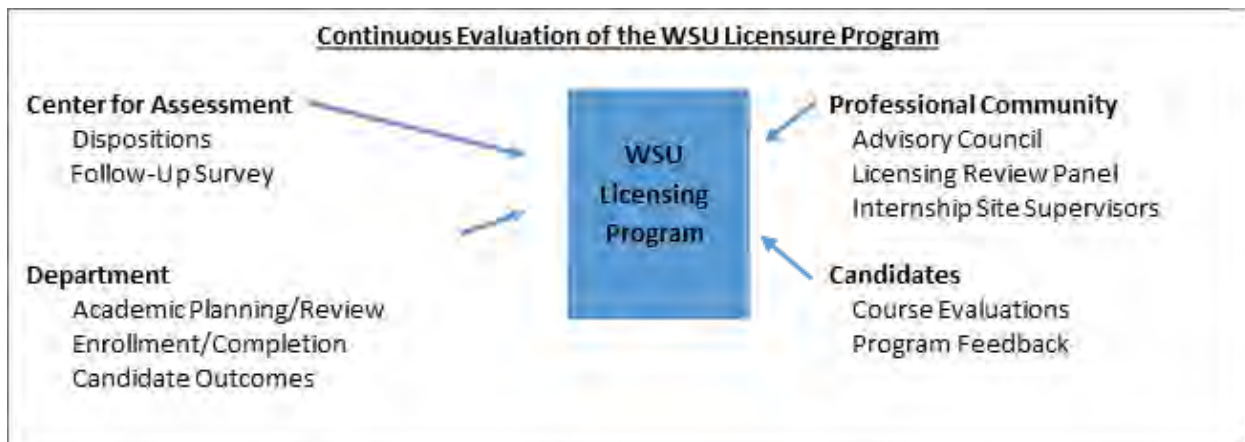 Continuous Evaluation of the WSU Licensure Program
Center for Assessment
Dispositions
Follow-Up Survey
Department
Academic Planning/Review
Enrollment/Completion
Candidate Outcomes
WSU
Licensing
Program
Professional Community
Advisory Council
Licensing Review Panel
Internship Site Supervisors
Candidates
Course Evaluations
Program Feedback